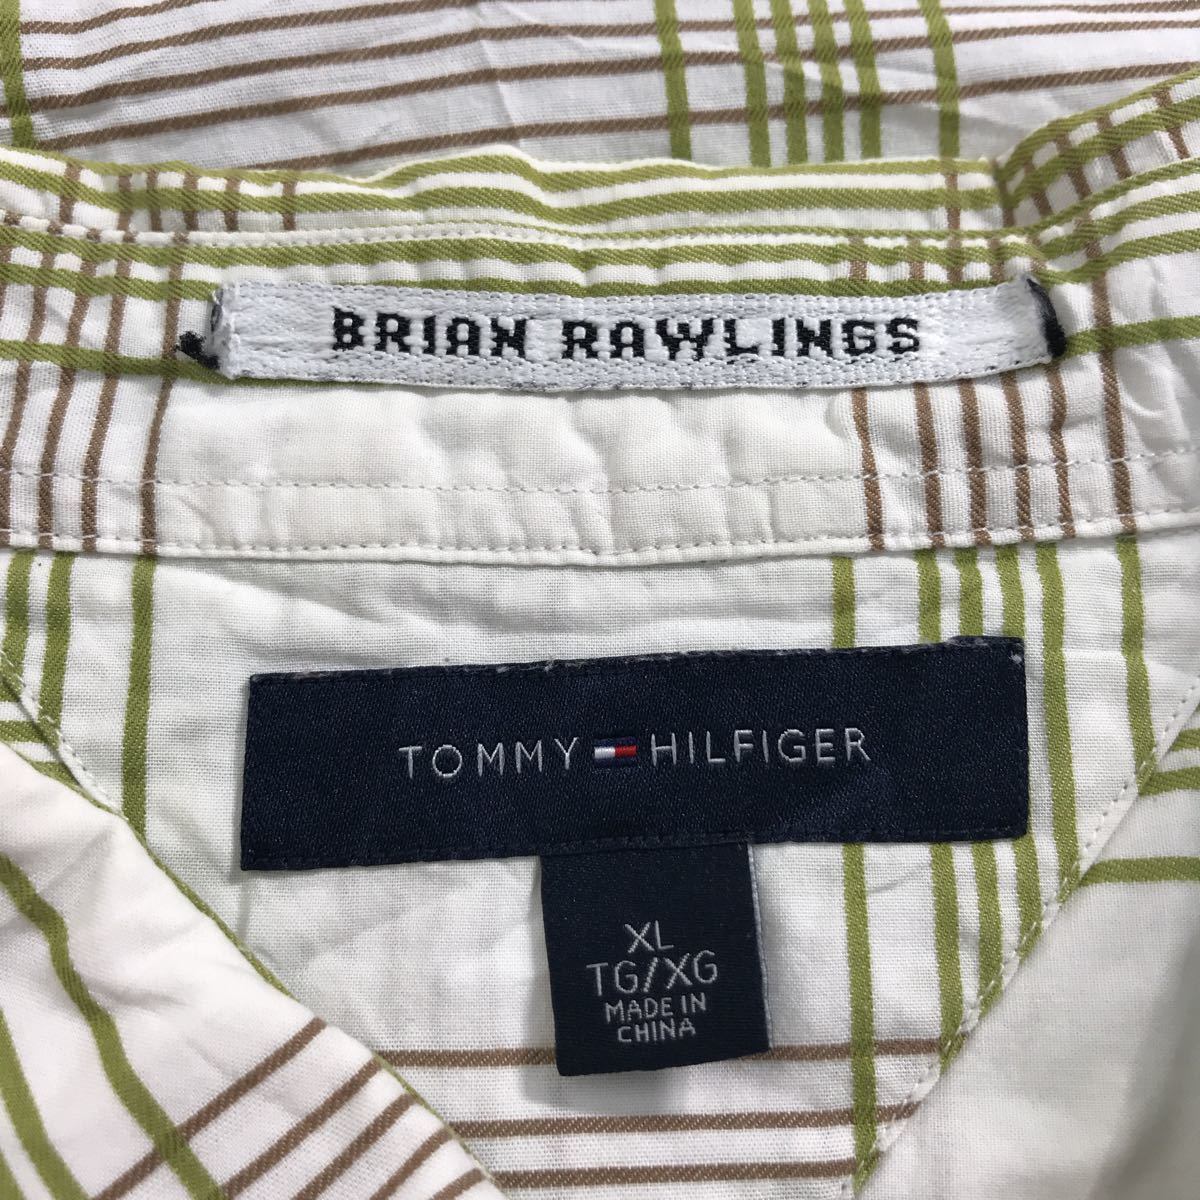 BRIAN RAWLINGS
TOMMY HILFIGER
XL
TG/XG
MADE IN
CHINA